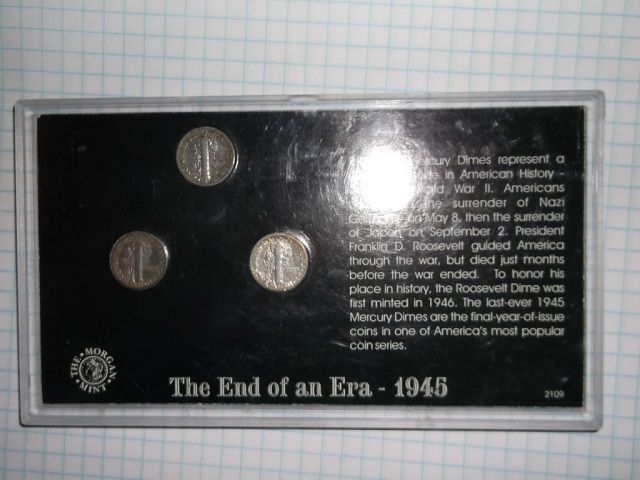 ercury Dimes represent a
in American History -
War II. Americans
the surrender of Nazi
on May 8, then the surrender
of Japan on September 2. President
Franklin D. Roosevelt guided America
through the war, but died just months
before the war ended. To honor his
place in history, the Roosevelt Dime was
first minted in 1946. The last-ever 1945
Mercury Dimes are the final-year-of-issue
coins in one of America's most popular
coin series.
THE MORGAN MINT
The End of an Era - 1945
2109